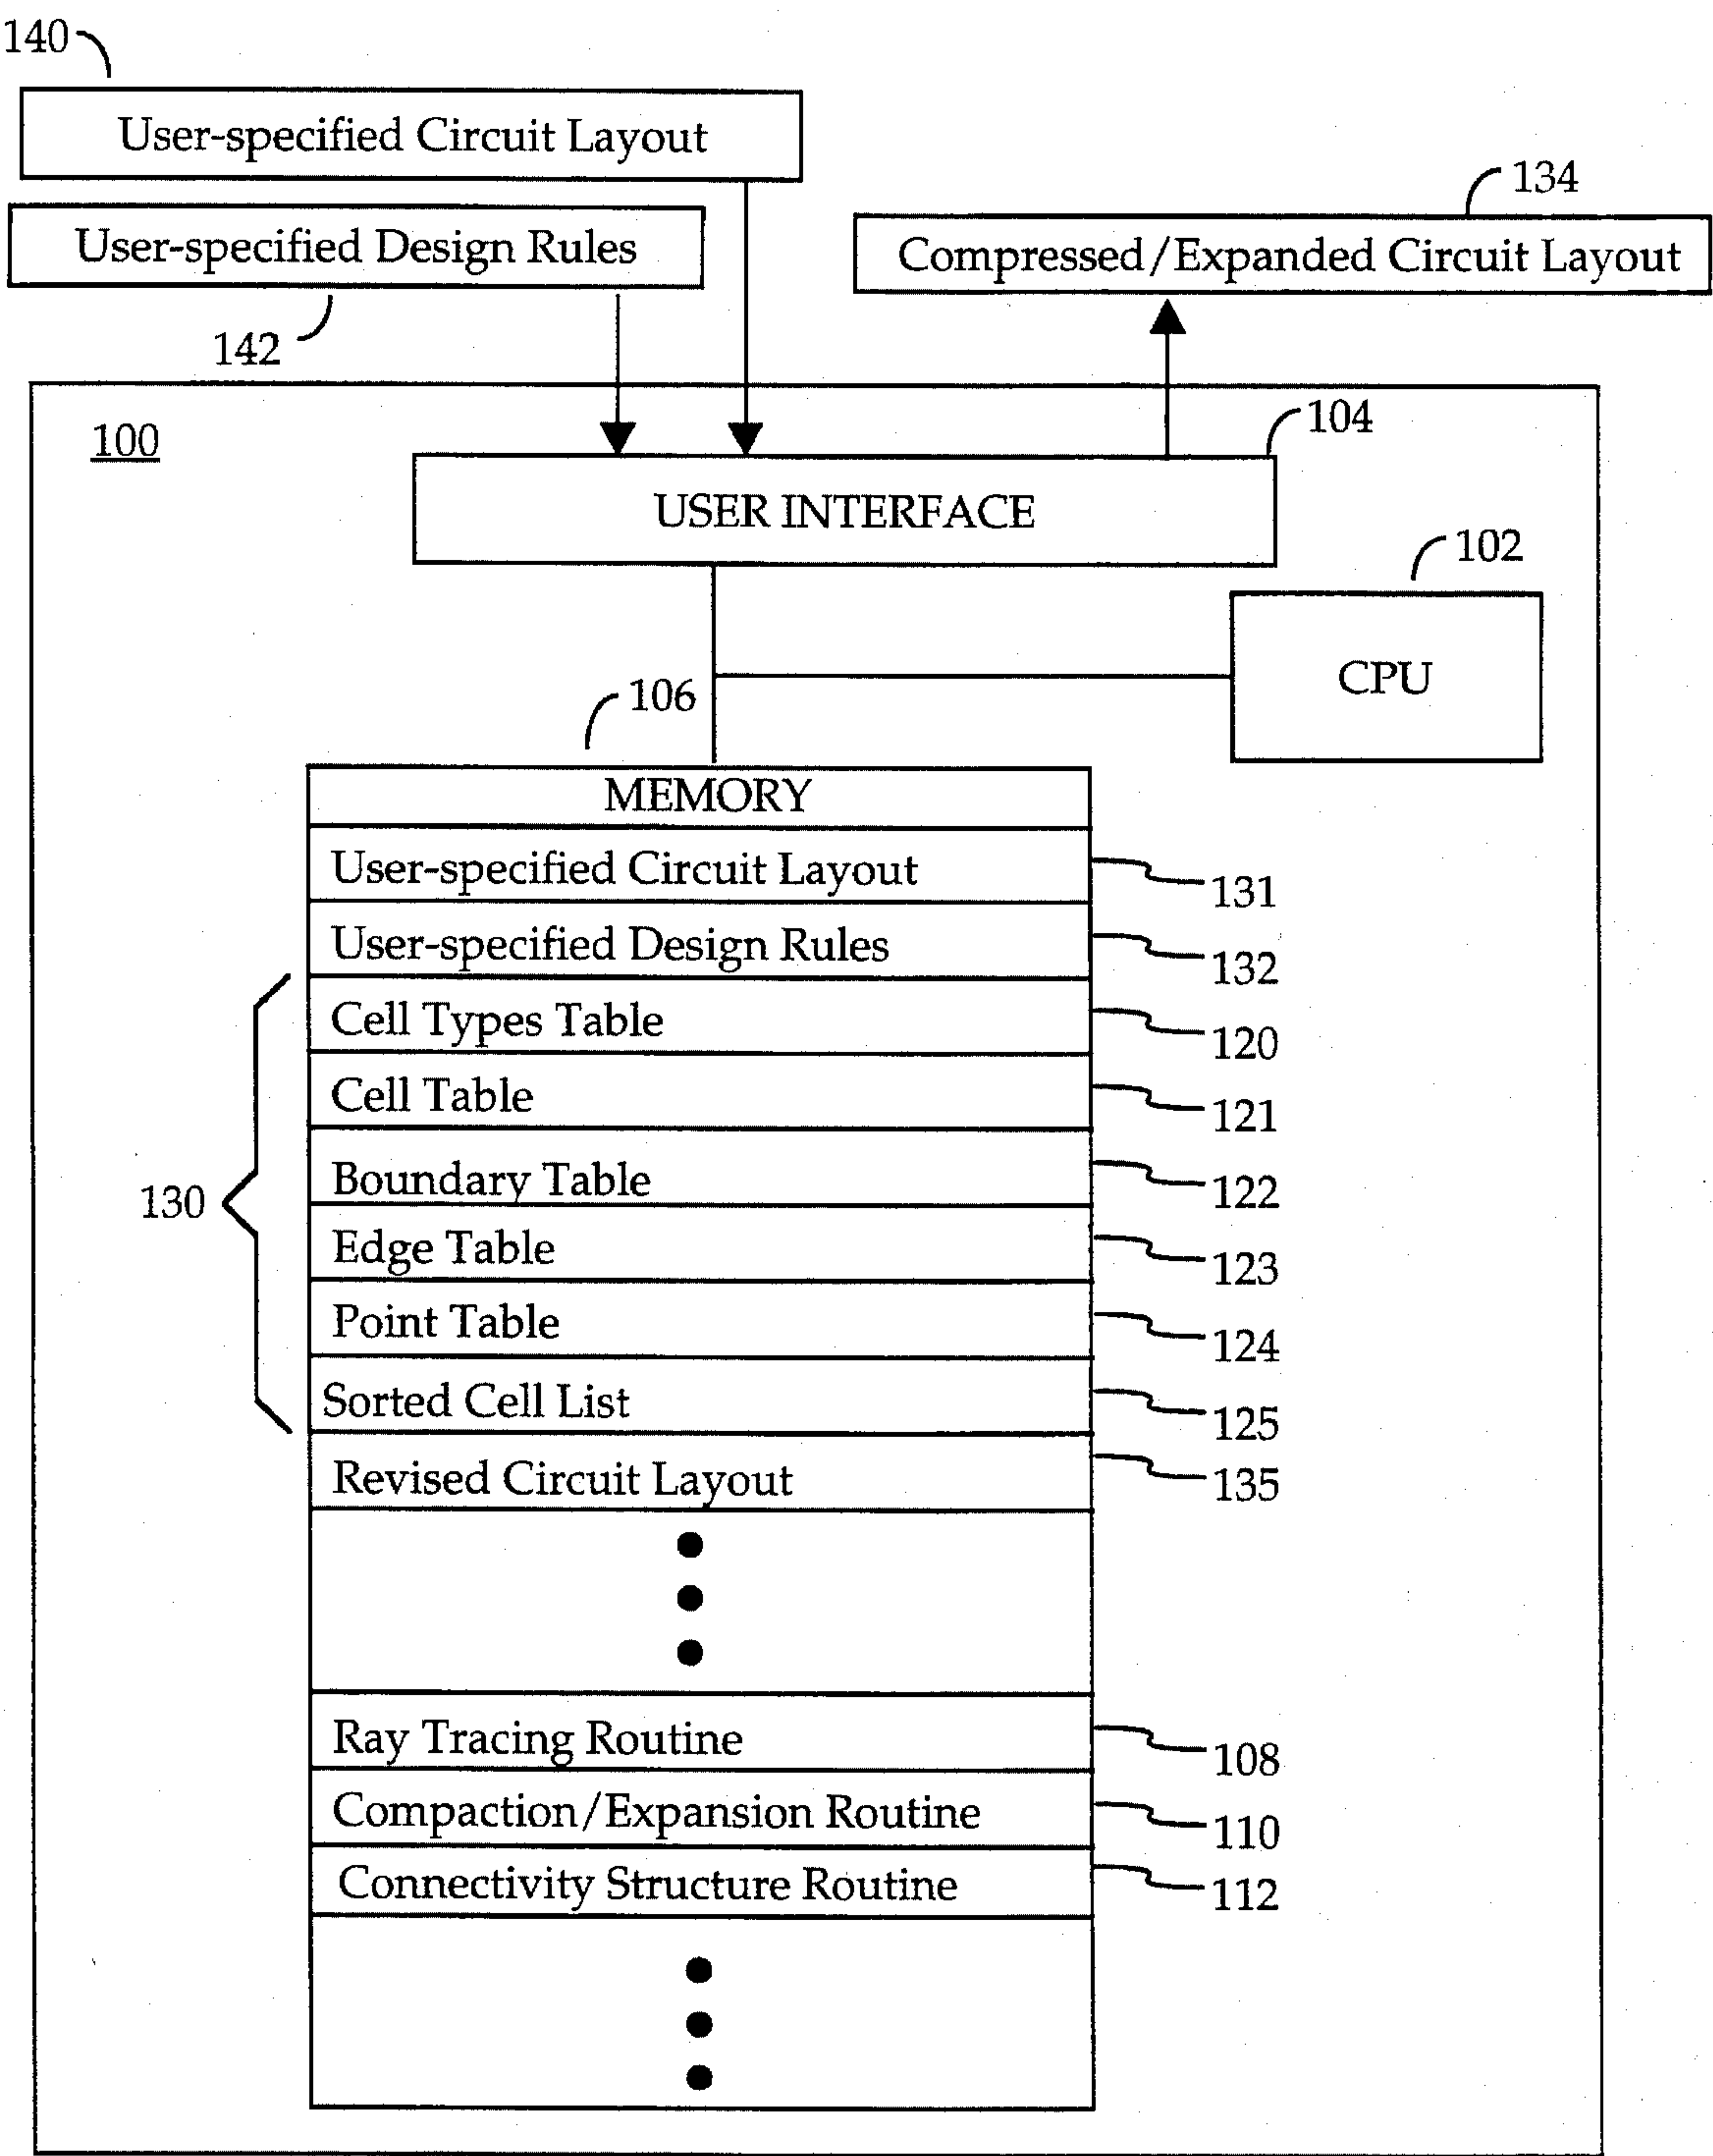 140
User-specified Circuit Layout
User-specified Design Rules
142
134
Compressed/Expanded Circuit Layout
100
104
USER INTERFACE
102
CPU
106
MEMORY
User-specified Circuit Layout
131
User-specified Design Rules
132
130
Cell Types Table
120
Cell Table
121
Boundary Table
122
Edge Table
123
Point Table
124
Sorted Cell List
125
Revised Circuit Layout
135
Ray Tracing Routine
108
Compaction/Expansion Routine
110
Connectivity Structure Routine
112